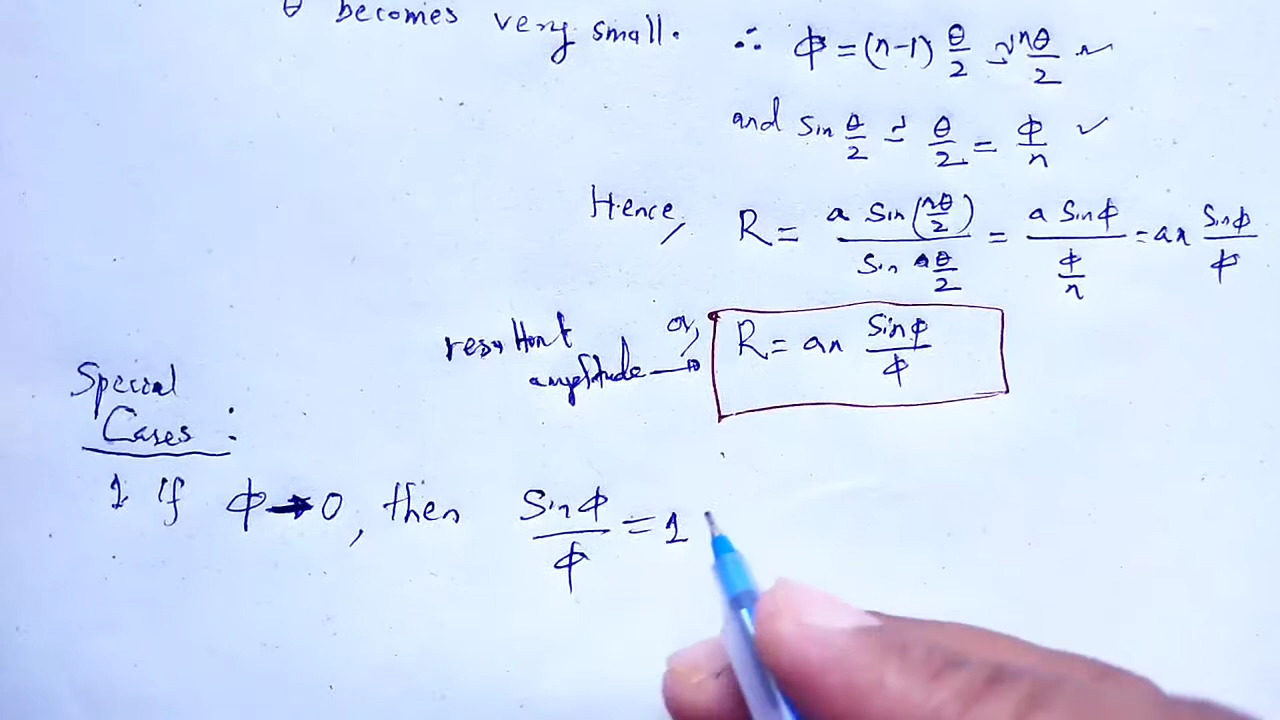 θ becomes very small. ∴ ϕ = (n-1) θ/2 ≃ nθ/2
and Sin θ/2 ≃ θ/2 = ϕ/n ✓
Hence, R = a Sin(nθ/2) / Sin θ/2 = a Sinϕ / ϕ/n = an Sinϕ/ϕ
resultant amplitude → or, R = an Sinϕ/ϕ
Special
Cases :
1 If ϕ → 0, then Sinϕ/ϕ = 1